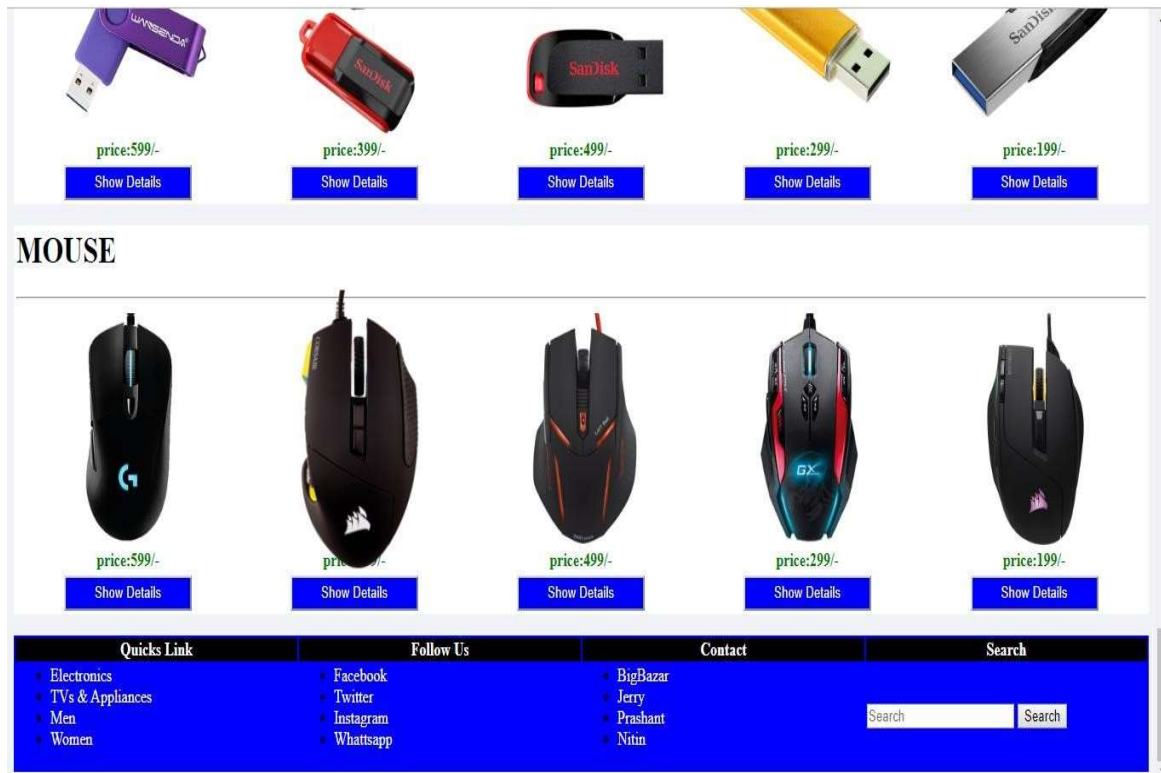 WANSENDA
SanDisk
SanDisk
SanDisk
price:599/-
price:399/-
price:499/-
price:299/-
price:199/-
Show Details
Show Details
Show Details
Show Details
Show Details
MOUSE
CORSAIR
G
GX
price:599/-
price:499/-
price:299/-
price:199/-
Show Details
Show Details
Show Details
Show Details
Show Details
Quicks Link
Follow Us
Contact
Search
Electronics
TVs & Appliances
Men
Women
Facebook
Twitter
Instagram
Whattsapp
BigBazar
Jerry
Prashant
Nitin
Search
Search